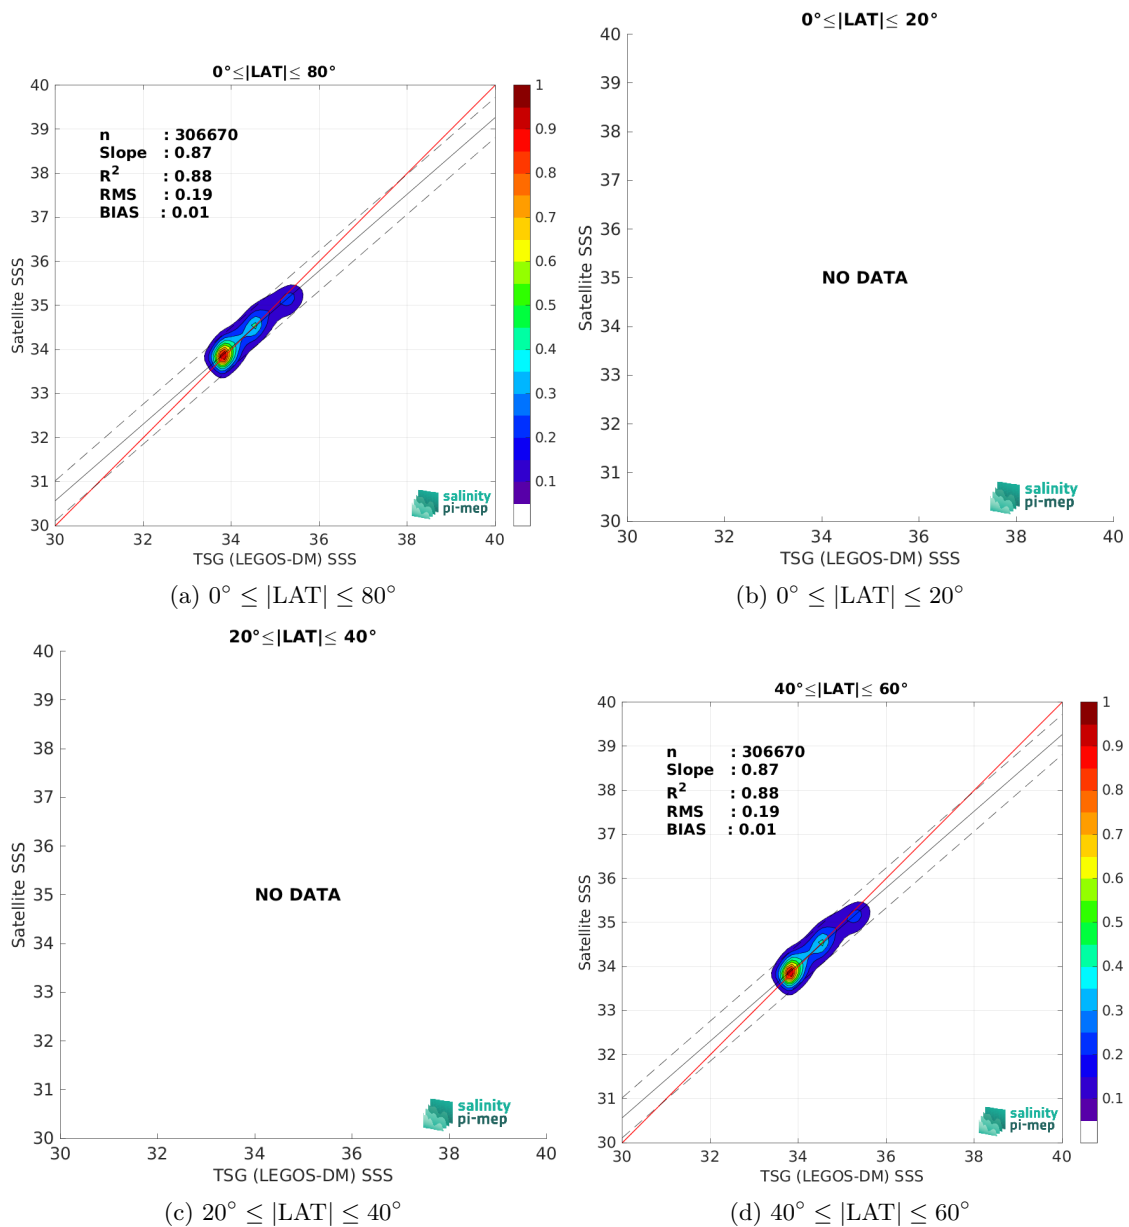 0°≤|LAT|≤ 80°
40
39
38
37
36
35
34
33
32
31
30
Satellite SSS
n : 306670
Slope : 0.87
R² : 0.88
RMS : 0.19
BIAS : 0.01
salinity
pi-mep
30 32 34 36 38 40
TSG (LEGOS-DM) SSS
1
0.9
0.8
0.7
0.6
0.5
0.4
0.3
0.2
0.1
(a) 0° ≤ |LAT| ≤ 80°
0°≤|LAT|≤ 20°
40
39
38
37
36
35
34
33
32
31
30
Satellite SSS
NO DATA
salinity
pi-mep
30 32 34 36 38 40
TSG (LEGOS-DM) SSS
(b) 0° ≤ |LAT| ≤ 20°
20°≤|LAT|≤ 40°
40
39
38
37
36
35
34
33
32
31
30
Satellite SSS
NO DATA
salinity
pi-mep
30 32 34 36 38 40
TSG (LEGOS-DM) SSS
(c) 20° ≤ |LAT| ≤ 40°
40°≤|LAT|≤ 60°
40
39
38
37
36
35
34
33
32
31
30
Satellite SSS
n : 306670
Slope : 0.87
R² : 0.88
RMS : 0.19
BIAS : 0.01
salinity
pi-mep
30 32 34 36 38 40
TSG (LEGOS-DM) SSS
1
0.9
0.8
0.7
0.6
0.5
0.4
0.3
0.2
0.1
(d) 40° ≤ |LAT| ≤ 60°